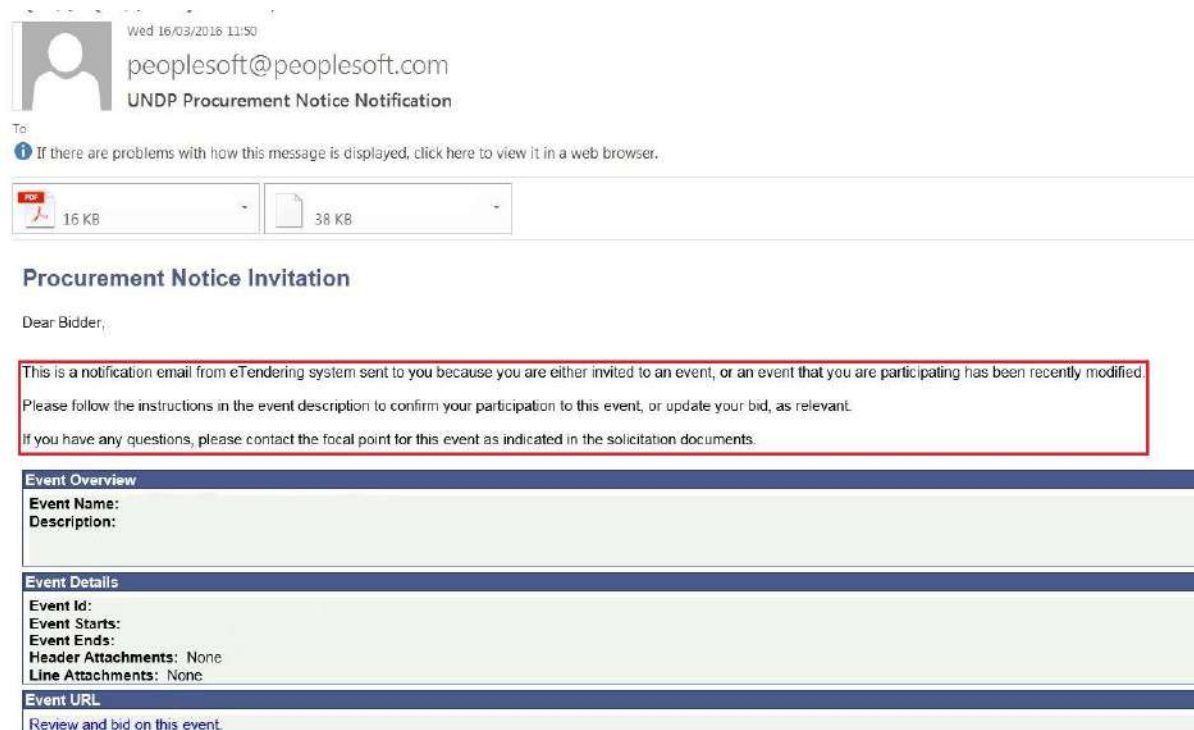 Wed 16/03/2016 11:50
peoplesoft@peoplesoft.com
UNDP Procurement Notice Notification
To
If there are problems with how this message is displayed, click here to view it in a web browser.
PDF
16 KB
38 KB
Procurement Notice Invitation
Dear Bidder,
This is a notification email from eTendering system sent to you because you are either invited to an event, or an event that you are participating has been recently modified.
Please follow the instructions in the event description to confirm your participation to this event, or update your bid, as relevant.
If you have any questions, please contact the focal point for this event as indicated in the solicitation documents.
Event Overview
Event Name:
Description:
Event Details
Event Id:
Event Starts:
Event Ends:
Header Attachments: None
Line Attachments: None
Event URL
Review and bid on this event.